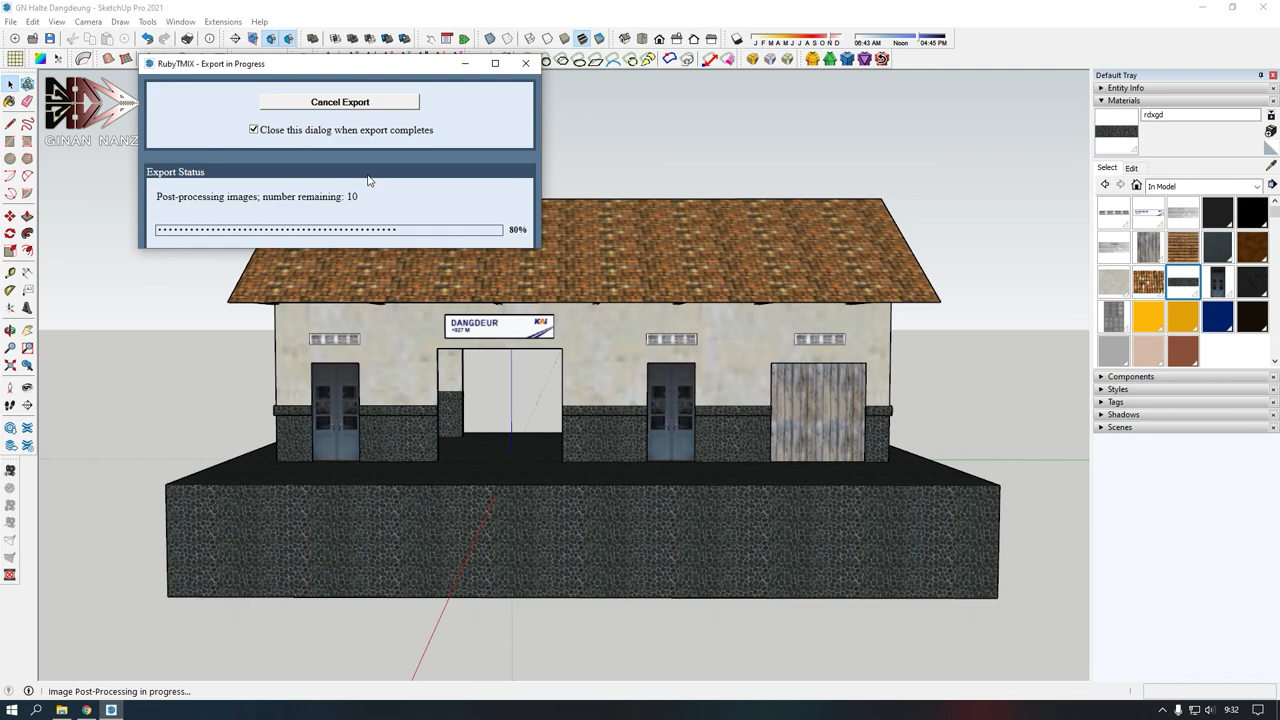 GN Halte Dangdeung - SketchUp Pro 2021
File Edit View Camera Draw Tools Window Extensions Help
J F M A M J J A S O N D
06:43 AM Noon 04:45 PM
RubyTMIX - Export in Progress
Cancel Export
Close this dialog when export completes
Export Status
Post-processing images; number remaining: 10
80%
GINAN NANZ
DANGDEUR
+927 M
KAI
Default Tray
Entity Info
Materials
rdxgd
Select Edit
In Model
Components
Styles
Tags
Shadows
Scenes
Image Post-Processing in progress...
9:32